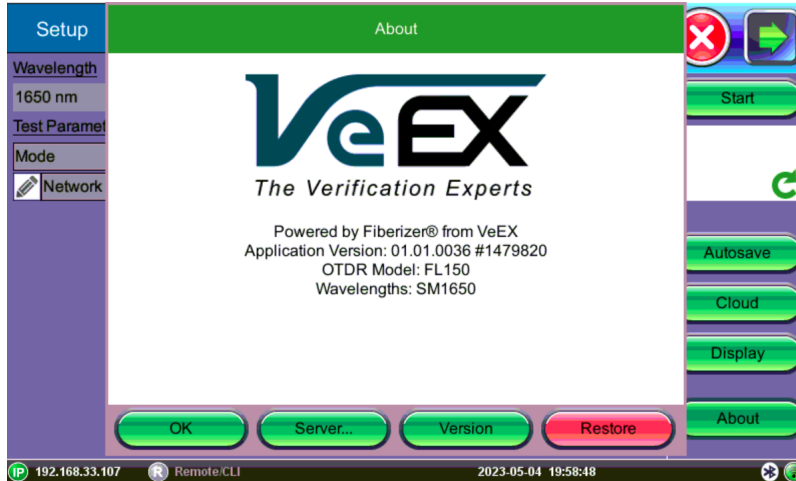 Setup
About
Wavelength
1650 nm
Test Paramet
Mode
Network
VeEX
The Verification Experts
Powered by Fiberizer® from VeEX
Application Version: 01.01.0036 #1479820
OTDR Model: FL150
Wavelengths: SM1650
OK
Server...
Version
Restore
Start
Autosave
Cloud
Display
About
IP 192.168.33.107
R Remote/CLI
2023-05-04 19:58:48